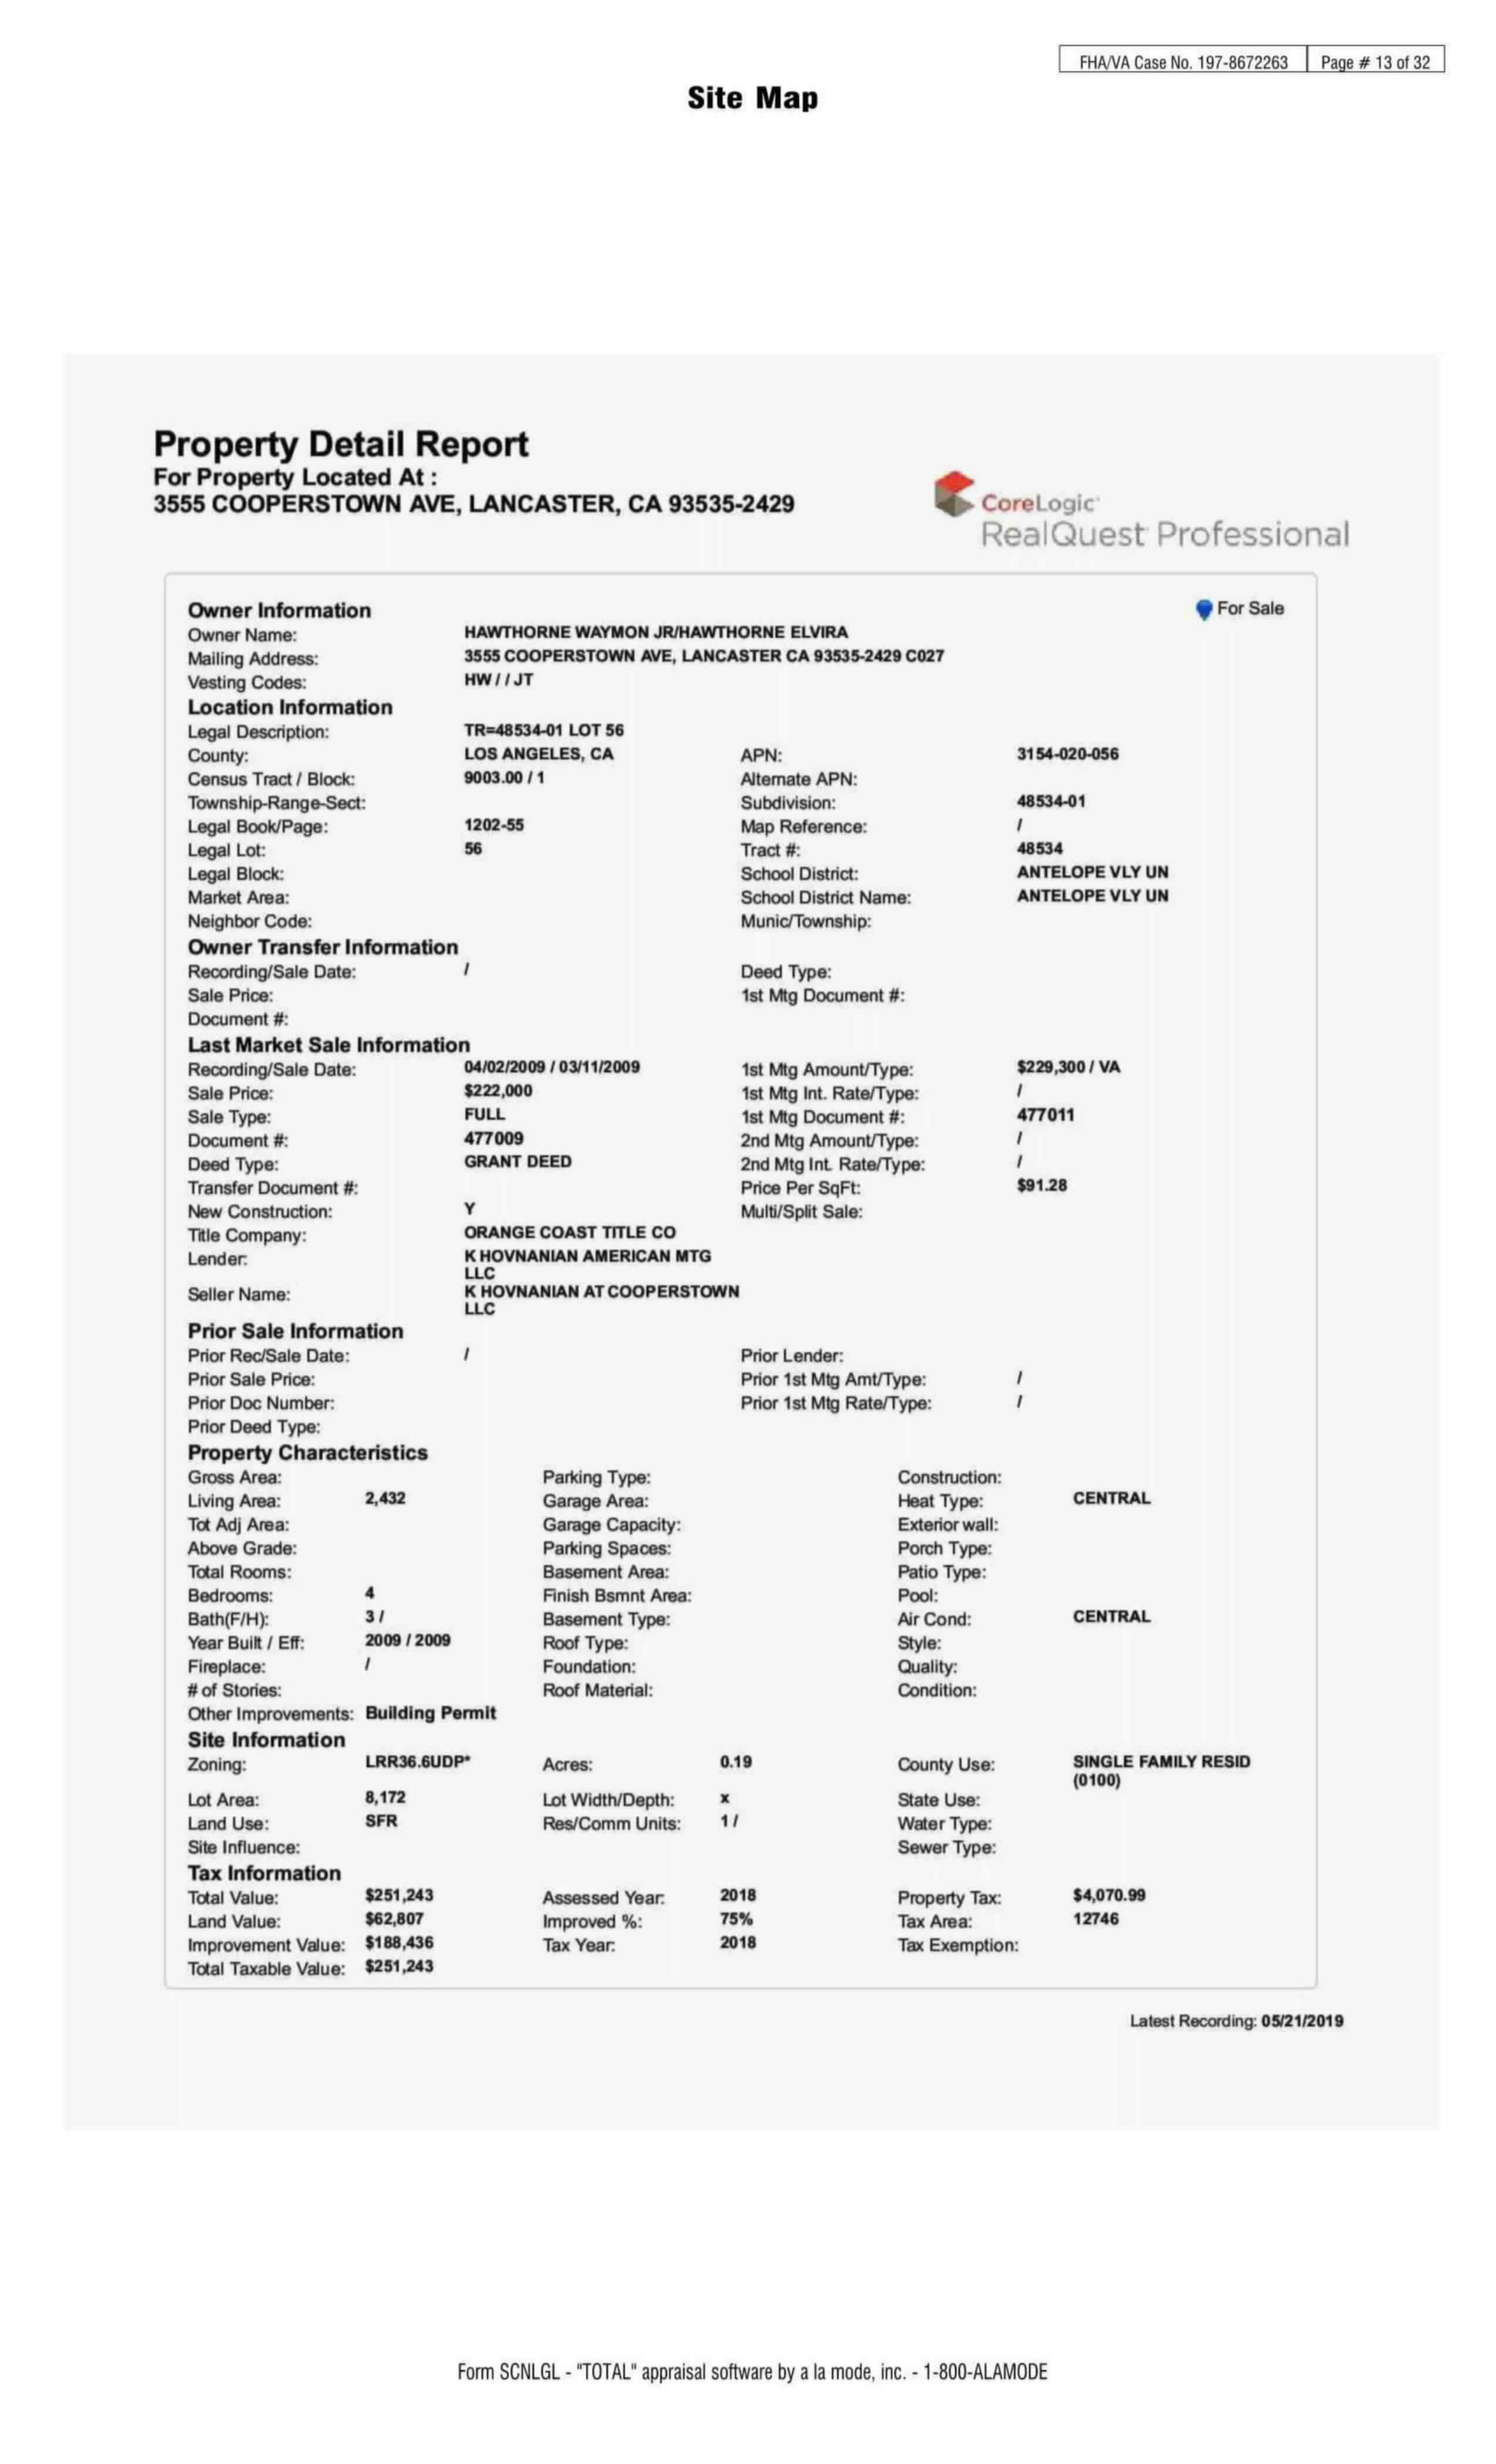 FHA/VA Case No. 197-8672263 Page # 13 of 32
Site Map
Property Detail Report
For Property Located At :
3555 COOPERSTOWN AVE, LANCASTER, CA 93535-2429
CoreLogic
RealQuest Professional
Owner Information For Sale
Owner Name: HAWTHORNE WAYMON JR/HAWTHORNE ELVIRA
Mailing Address: 3555 COOPERSTOWN AVE, LANCASTER CA 93535-2429 C027
Vesting Codes: HW / / JT
Location Information
Legal Description: TR=48534-01 LOT 56
County: LOS ANGELES, CA APN: 3154-020-056
Census Tract / Block: 9003.00 / 1 Alternate APN:
Township-Range-Sect: Subdivision: 48534-01
Legal Book/Page: 1202-55 Map Reference: /
Legal Lot: 56 Tract #: 48534
Legal Block: School District: ANTELOPE VLY UN
Market Area: School District Name: ANTELOPE VLY UN
Neighbor Code: Munic/Township:
Owner Transfer Information
Recording/Sale Date: / Deed Type:
Sale Price: 1st Mtg Document #:
Document #:
Last Market Sale Information
Recording/Sale Date: 04/02/2009 / 03/11/2009 1st Mtg Amount/Type: $229,300 / VA
Sale Price: $222,000 1st Mtg Int. Rate/Type: /
Sale Type: FULL 1st Mtg Document #: 477011
Document #: 477009 2nd Mtg Amount/Type: /
Deed Type: GRANT DEED 2nd Mtg Int. Rate/Type: /
Transfer Document #: Price Per SqFt: $91.28
New Construction: Y Multi/Split Sale:
Title Company: ORANGE COAST TITLE CO
Lender: K HOVNANIAN AMERICAN MTG
LLC
Seller Name: K HOVNANIAN AT COOPERSTOWN
LLC
Prior Sale Information
Prior Rec/Sale Date: / Prior Lender:
Prior Sale Price: Prior 1st Mtg Amt/Type: /
Prior Doc Number: Prior 1st Mtg Rate/Type: /
Prior Deed Type:
Property Characteristics
Gross Area: Parking Type: Construction:
Living Area: 2,432 Garage Area: Heat Type: CENTRAL
Tot Adj Area: Garage Capacity: Exterior wall:
Above Grade: Parking Spaces: Porch Type:
Total Rooms: Basement Area: Patio Type:
Bedrooms: 4 Finish Bsmnt Area: Pool:
Bath(F/H): 3 / Basement Type: Air Cond: CENTRAL
Year Built / Eff: 2009 / 2009 Roof Type: Style:
Fireplace: / Foundation: Quality:
# of Stories: Roof Material: Condition:
Other Improvements: Building Permit
Site Information
Zoning: LRR36.6UDP* Acres: 0.19 County Use: SINGLE FAMILY RESID
(0100)
Lot Area: 8,172 Lot Width/Depth: x State Use:
Land Use: SFR Res/Comm Units: 1 / Water Type:
Site Influence: Sewer Type:
Tax Information
Total Value: $251,243 Assessed Year: 2018 Property Tax: $4,070.99
Land Value: $62,807 Improved %: 75% Tax Area: 12746
Improvement Value: $188,436 Tax Year: 2018 Tax Exemption:
Total Taxable Value: $251,243
Latest Recording: 05/21/2019
Form SCNLGL - "TOTAL" appraisal software by a la mode, inc. - 1-800-ALAMODE